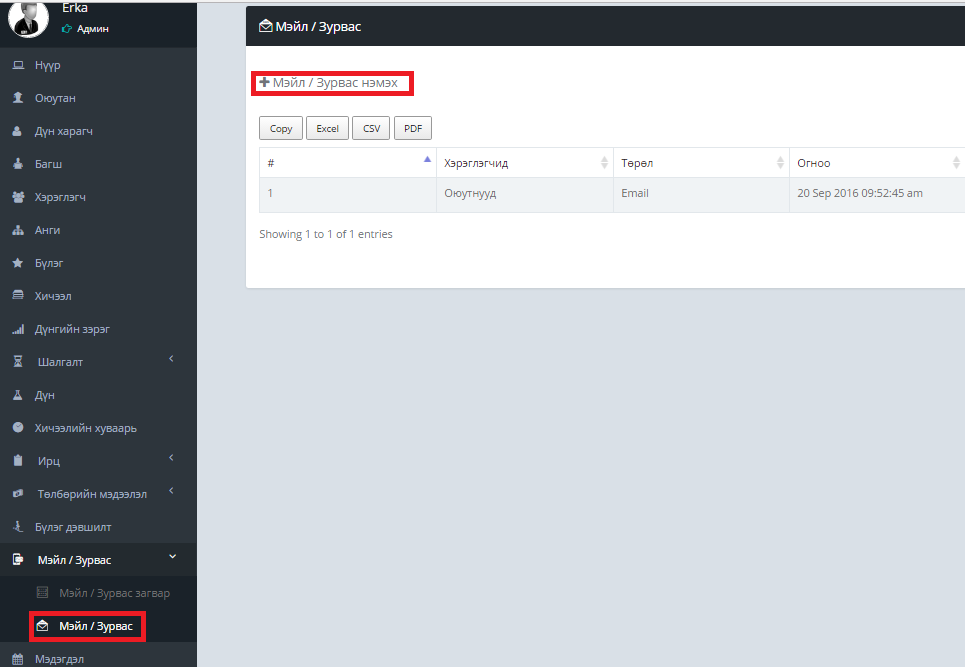 Erka
Админ
Нүүр
Оюутан
Дүн харагч
Багш
Хэрэглэгч
Анги
Бүлэг
Хичээл
Дүнгийн зэрэг
Шалгалт
Дүн
Хичээлийн хуваарь
Ирц
Төлбөрийн мэдээлэл
Бүлэг дэвшилт
Мэйл / Зурвас
Мэйл / Зурвас загвар
Мэйл / Зурвас
Мэдэгдэл
Мэйл / Зурвас
Мэйл / Зурвас нэмэх
Copy Excel CSV PDF
# Хэрэглэгчид Төрөл Огноо
1 Оюутнууд Email 20 Sep 2016 09:52:45 am
Showing 1 to 1 of 1 entries